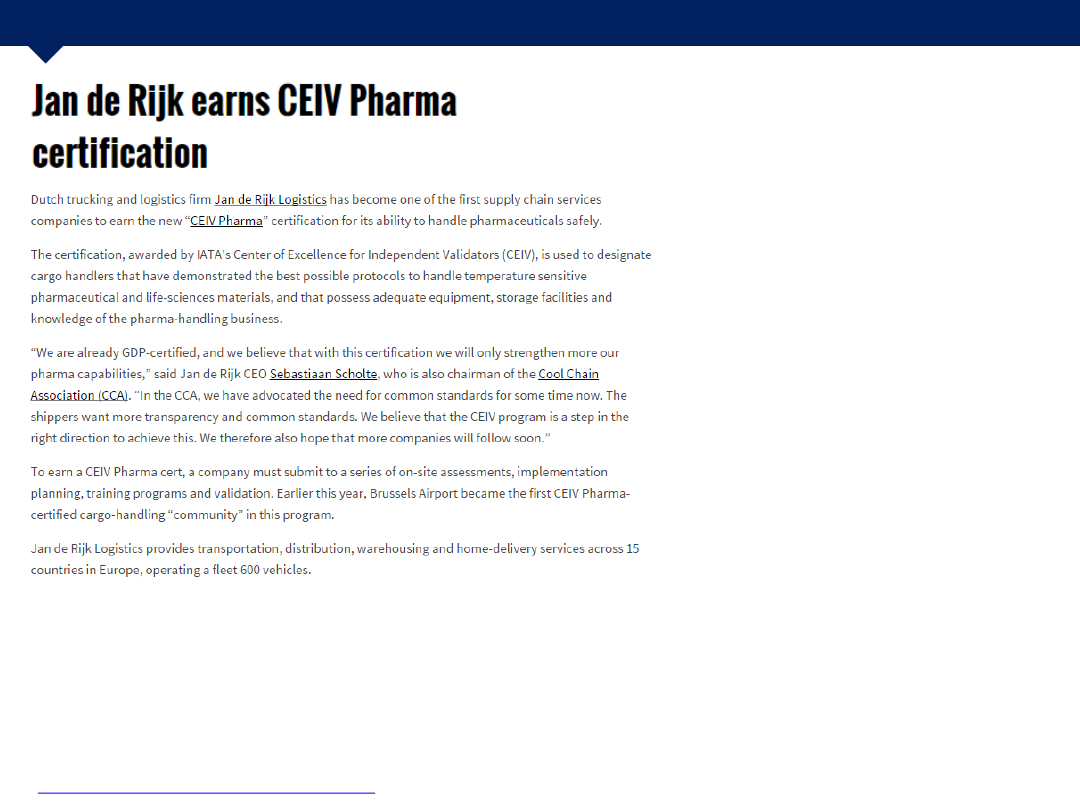 Jan de Rijk earns CEIV Pharma
certification
Dutch trucking and logistics firm Jan de Rijk Logistics has become one of the first supply chain services
companies to earn the new “CEIV Pharma” certification for its ability to handle pharmaceuticals safely.
The certification, awarded by IATA’s Center of Excellence for Independent Validators (CEIV), is used to designate
cargo handlers that have demonstrated the best possible protocols to handle temperature sensitive
pharmaceutical and life-sciences materials, and that possess adequate equipment, storage facilities and
knowledge of the pharma-handling business.
“We are already GDP-certified, and we believe that with this certification we will only strengthen more our
pharma capabilities,” said Jan de Rijk CEO Sebastiaan Scholte, who is also chairman of the Cool Chain
Association (CCA). “In the CCA, we have advocated the need for common standards for some time now. The
shippers want more transparency and common standards. We believe that the CEIV program is a step in the
right direction to achieve this. We therefore also hope that more companies will follow soon.”
To earn a CEIV Pharma cert, a company must submit to a series of on-site assessments, implementation
planning, training programs and validation. Earlier this year, Brussels Airport became the first CEIV Pharma-
certified cargo-handling “community” in this program.
Jan de Rijk Logistics provides transportation, distribution, warehousing and home-delivery services across 15
countries in Europe, operating a fleet 600 vehicles.